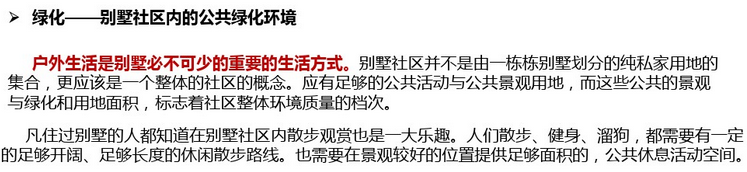 ➢ 绿化——别墅社区内的公共绿化环境
户外生活是别墅必不可少的重要的生活方式。别墅社区并不是由一栋栋别墅划分的纯私家用地的
集合，更应该是一个整体的社区的概念。应有足够的公共活动与公共景观用地，而这些公共的景观
与绿化和用地面积，标志着社区整体环境质量的档次。
凡住过别墅的人都知道在别墅社区内散步观赏也是一大乐趣。人们散步、健身、溜狗，都需要有一定
的足够开阔、足够长度的休闲散步路线。也需要在景观较好的位置提供足够面积的，公共休息活动空间。